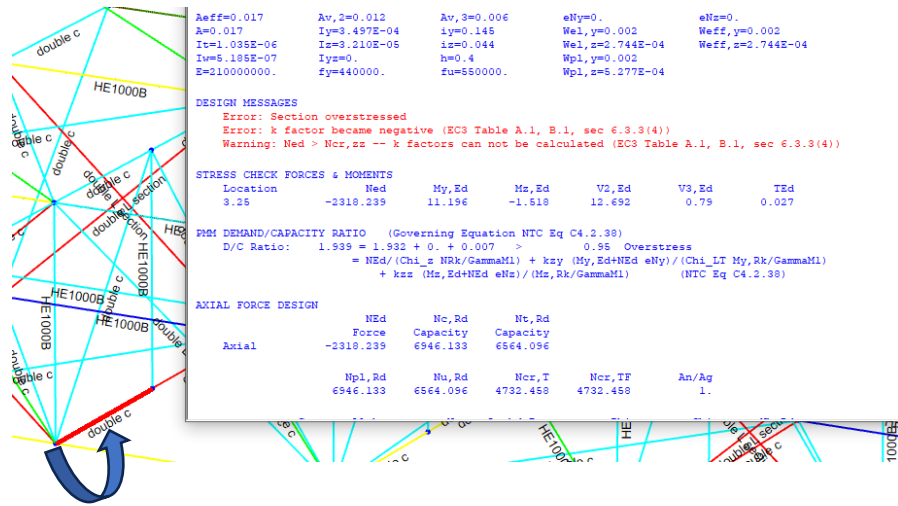 Aeff=0.017 Av,2=0.012 Av,3=0.006 eNy=0. eNz=0.
A=0.017 Iy=3.497E-04 iy=0.145 Wel,y=0.002 Weff,y=0.002
It=1.035E-06 Iz=3.210E-05 iz=0.044 Wel,z=2.744E-04 Weff,z=2.744E-04
Iw=5.185E-07 Iyz=0. h=0.4 Wpl,y=0.002
E=210000000. fy=440000. fu=550000. Wpl,z=5.277E-04
DESIGN MESSAGES
Error: Section overstressed
Error: k factor became negative (EC3 Table A.1, B.1, sec 6.3.3(4))
Warning: Ned > Ncr,zz -- k factors can not be calculated (EC3 Table A.1, B.1, sec 6.3.3(4))
STRESS CHECK FORCES & MOMENTS
Location Ned My,Ed Mz,Ed V2,Ed V3,Ed TEd
3.25 -2318.239 11.196 -1.518 12.692 0.79 0.027
PMM DEMAND/CAPACITY RATIO (Governing Equation NTC Eq C4.2.38)
D/C Ratio: 1.939 = 1.932 + 0. + 0.007 > 0.95 Overstress
= NEd/(Chi_z NRk/GammaM1) + kzy (My,Ed+NEd eNy)/(Chi_LT My,Rk/GammaM1)
+ kzz (Mz,Ed+NEd eNz)/(Mz,Rk/GammaM1) (NTC Eq C4.2.38)
AXIAL FORCE DESIGN
NEd Nc,Rd Nt,Rd
Force Capacity Capacity
Axial -2318.239 6946.133 6564.096
Npl,Rd Nu,Rd Ncr,T Ncr,TF An/Ag
6946.133 6564.096 4732.458 4732.458 1.
double c
HE1000B
double c
double c
double c
HE1000B
HE1000B
HE1000B
HE1000B
double c
double c
double c